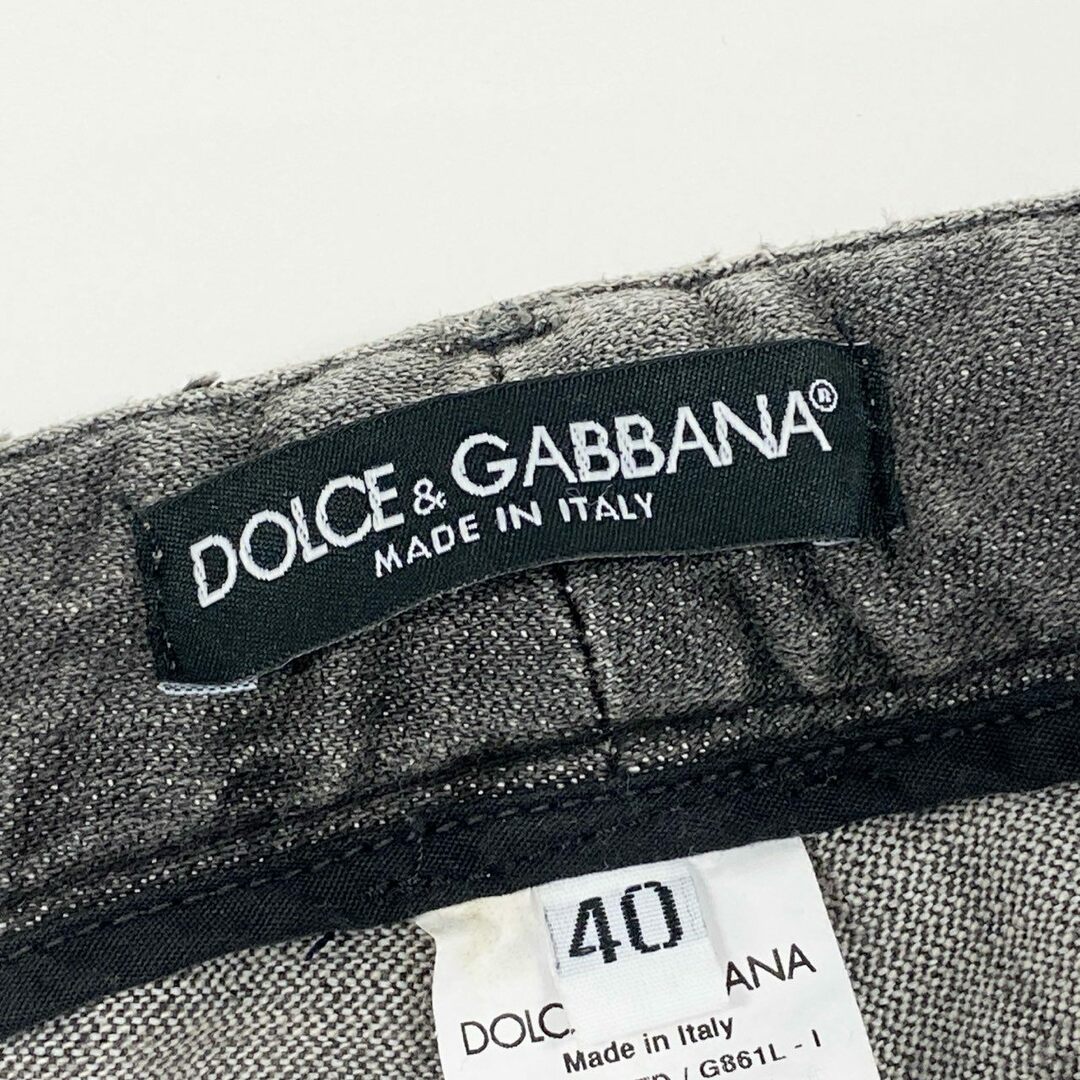 DOLCE & GABBANA®
MADE IN ITALY
40
Made in Italy
/ G861L - I